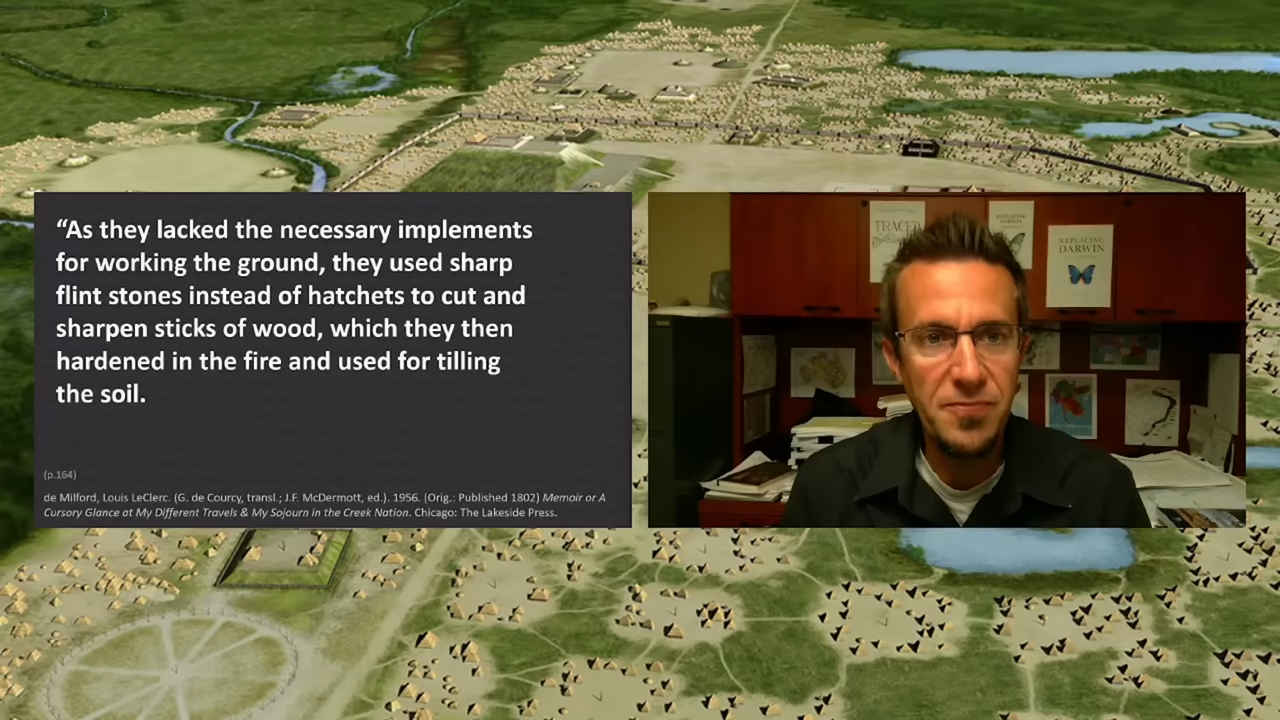 “As they lacked the necessary implements
for working the ground, they used sharp
flint stones instead of hatchets to cut and
sharpen sticks of wood, which they then
hardened in the fire and used for tilling
the soil.
(p.164)
de Milford, Louis LeClerc. (G. de Courcy, transl.; J.F. McDermott, ed.). 1956. (Orig.: Published 1802) Memoir or A
Cursory Glance at My Different Travels & My Sojourn in the Creek Nation. Chicago: The Lakeside Press.
TRACED
REPLACING
DARWIN
REPLACING
DARWIN